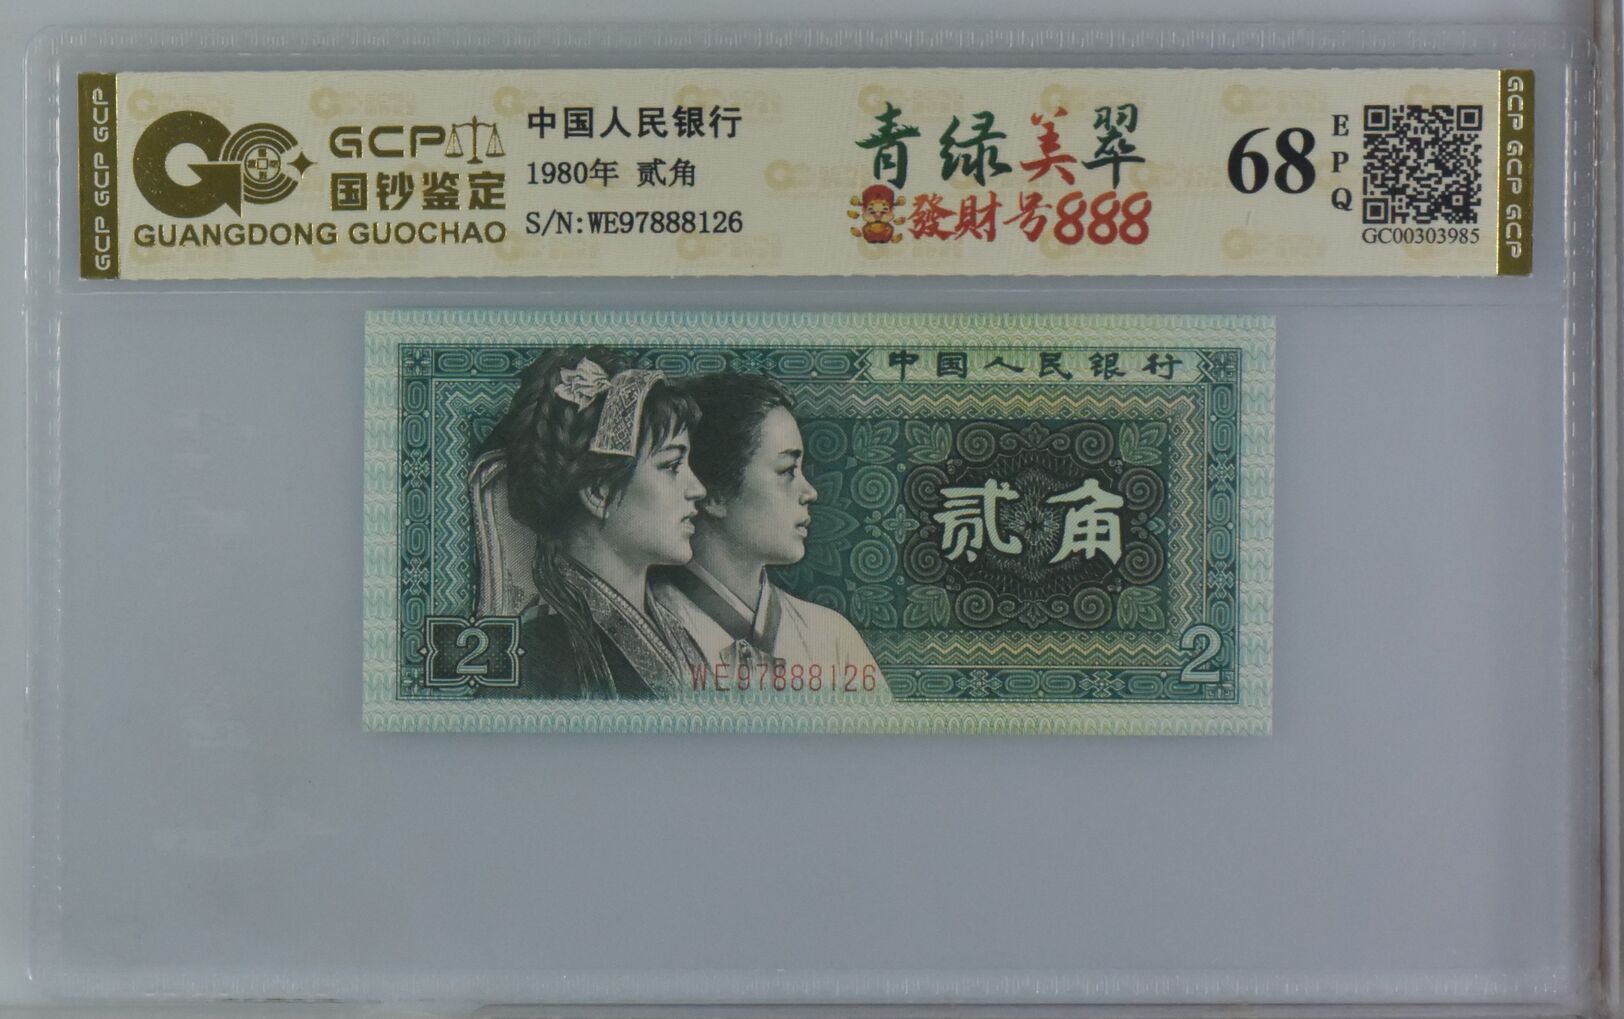 GCP GCP GCP
GCP
国钞鉴定
GUANGDONG GUOCHAO
中国人民银行
1980年 贰角
S/N:WE97888126
青绿美翠
發財号888
68
EPQ
GC00303985
GCP GCP GCP
中国人民银行
贰角
2
WE97888126
2